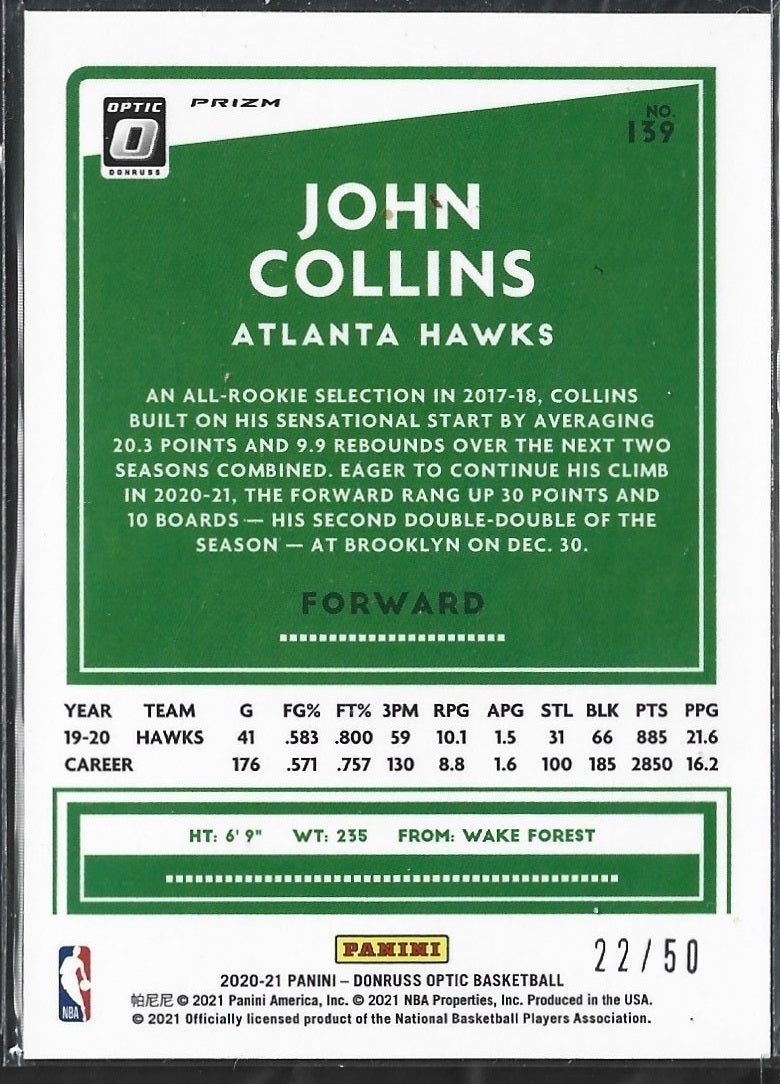 OPTIC
DONRUSS
PRIZM
NO.
139
JOHN
COLLINS
ATLANTA HAWKS
AN ALL-ROOKIE SELECTION IN 2017-18, COLLINS
BUILT ON HIS SENSATIONAL START BY AVERAGING
20.3 POINTS AND 9.9 REBOUNDS OVER THE NEXT TWO
SEASONS COMBINED. EAGER TO CONTINUE HIS CLIMB
IN 2020-21, THE FORWARD RANG UP 30 POINTS AND
10 BOARDS — HIS SECOND DOUBLE-DOUBLE OF THE
SEASON — AT BROOKLYN ON DEC. 30.
FORWARD
YEAR TEAM G FG% FT% 3PM RPG APG STL BLK PTS PPG
19-20 HAWKS 41 .583 .800 59 10.1 1.5 31 66 885 21.6
CAREER 176 .571 .757 130 8.8 1.6 100 185 2850 16.2
HT: 6' 9" WT: 235 FROM: WAKE FOREST
PANINI
22/50
2020-21 PANINI – DONRUSS OPTIC BASKETBALL
帕尼尼 © 2021 Panini America, Inc. © 2021 NBA Properties, Inc. Produced in the USA.
© 2021 Officially licensed product of the National Basketball Players Association.
NBA